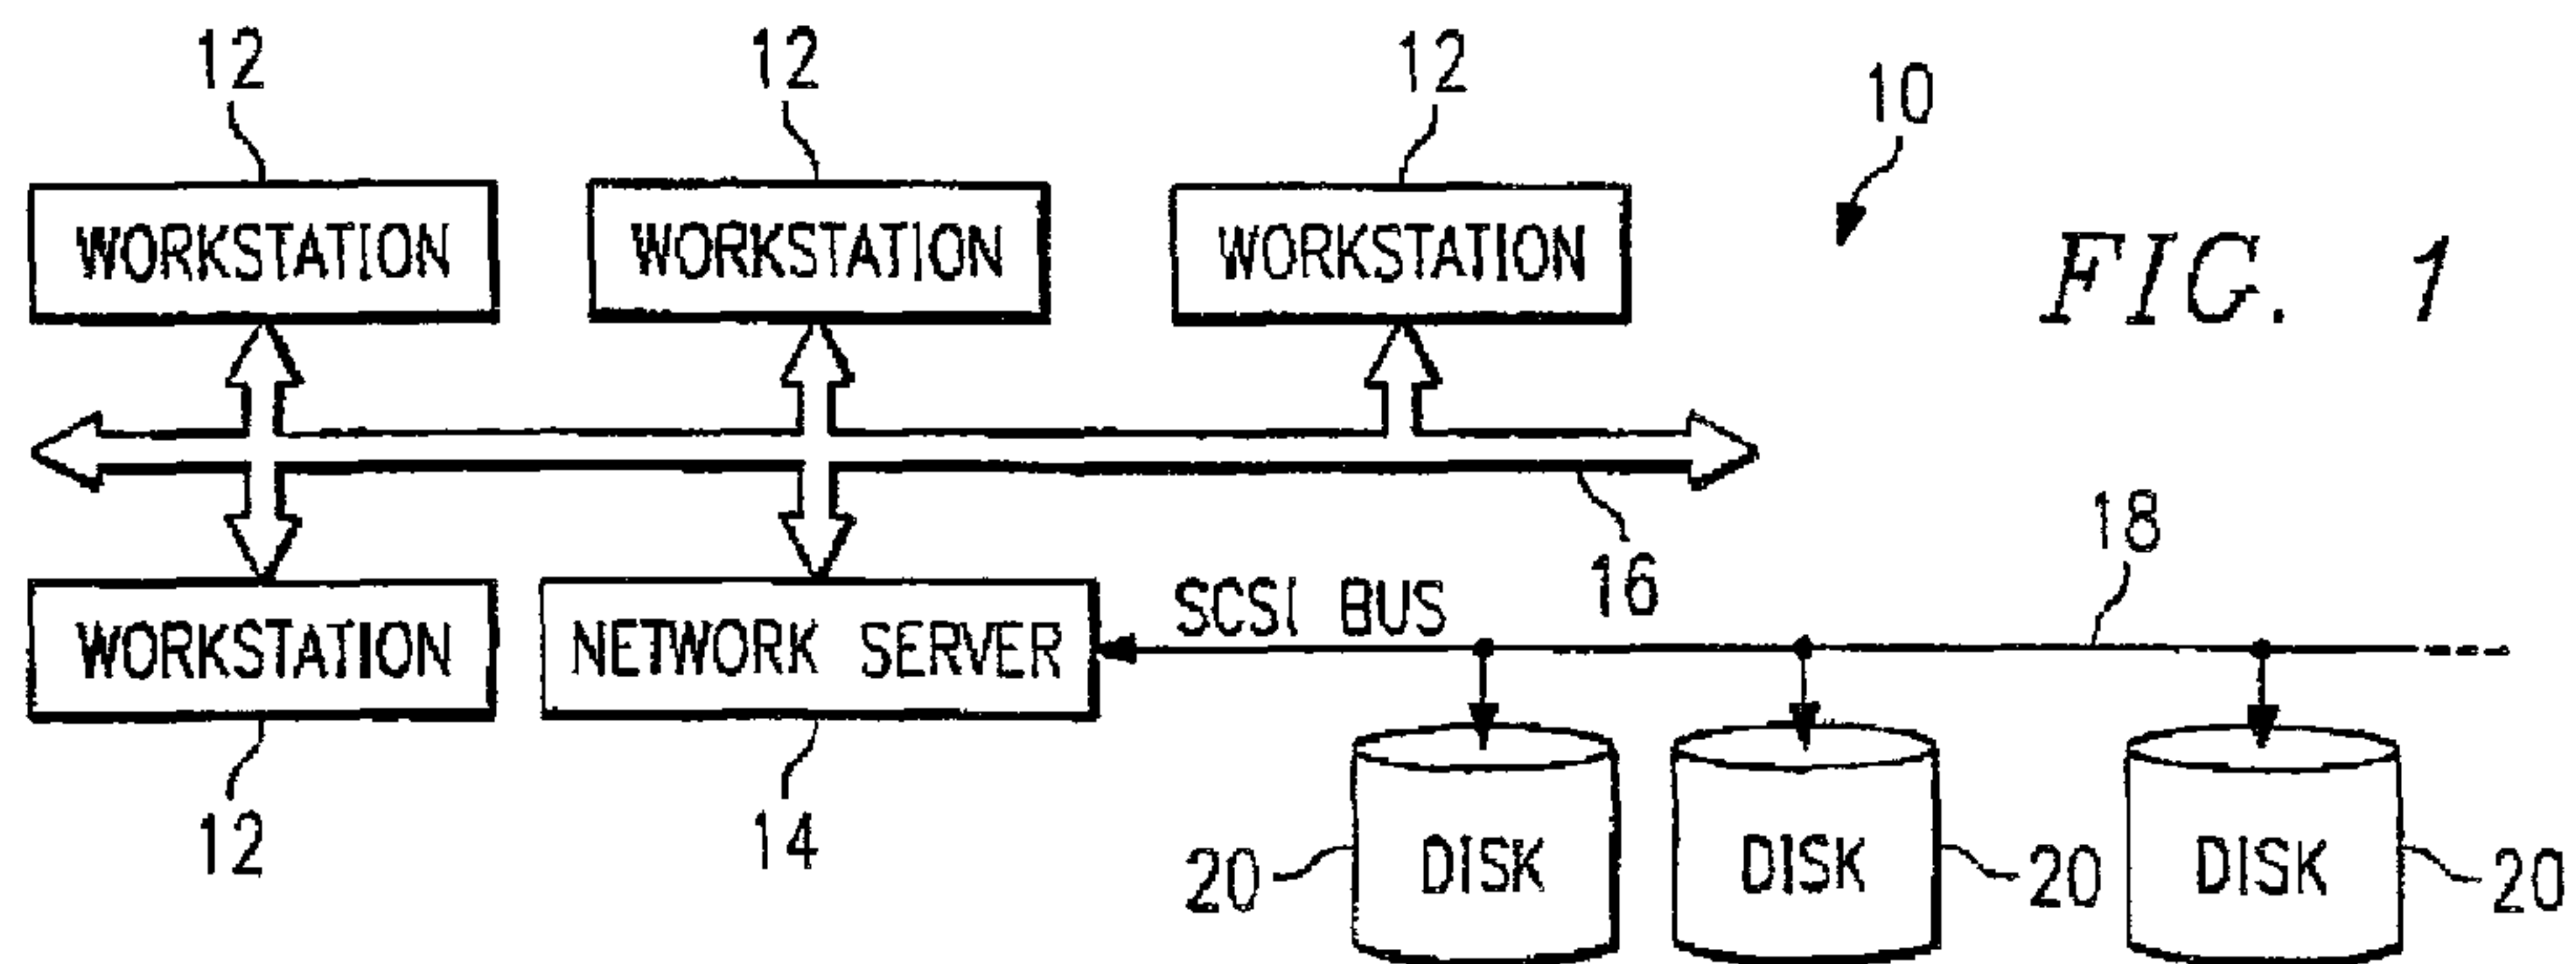 12 12 12 10
WORKSTATION WORKSTATION WORKSTATION
FIG. 1
16
18
WORKSTATION NETWORK SERVER SCSI BUS
12 14
20 DISK DISK 20 DISK 20